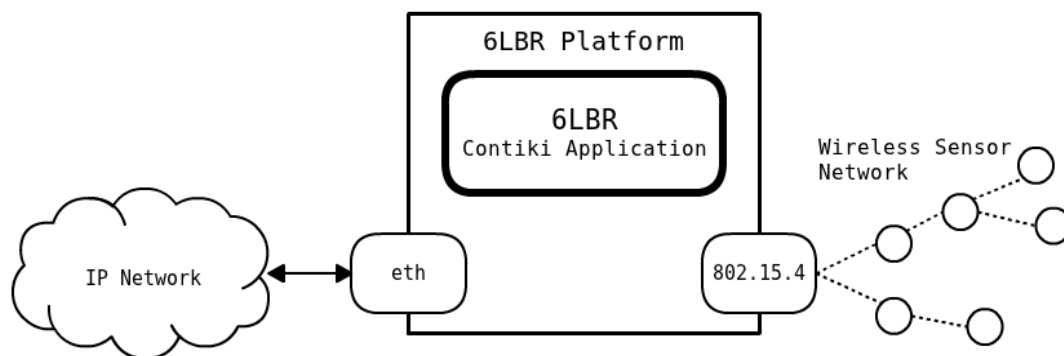 6LBR Platform
6LBR
Contiki Application
Wireless Sensor
Network
IP Network
eth
802.15.4